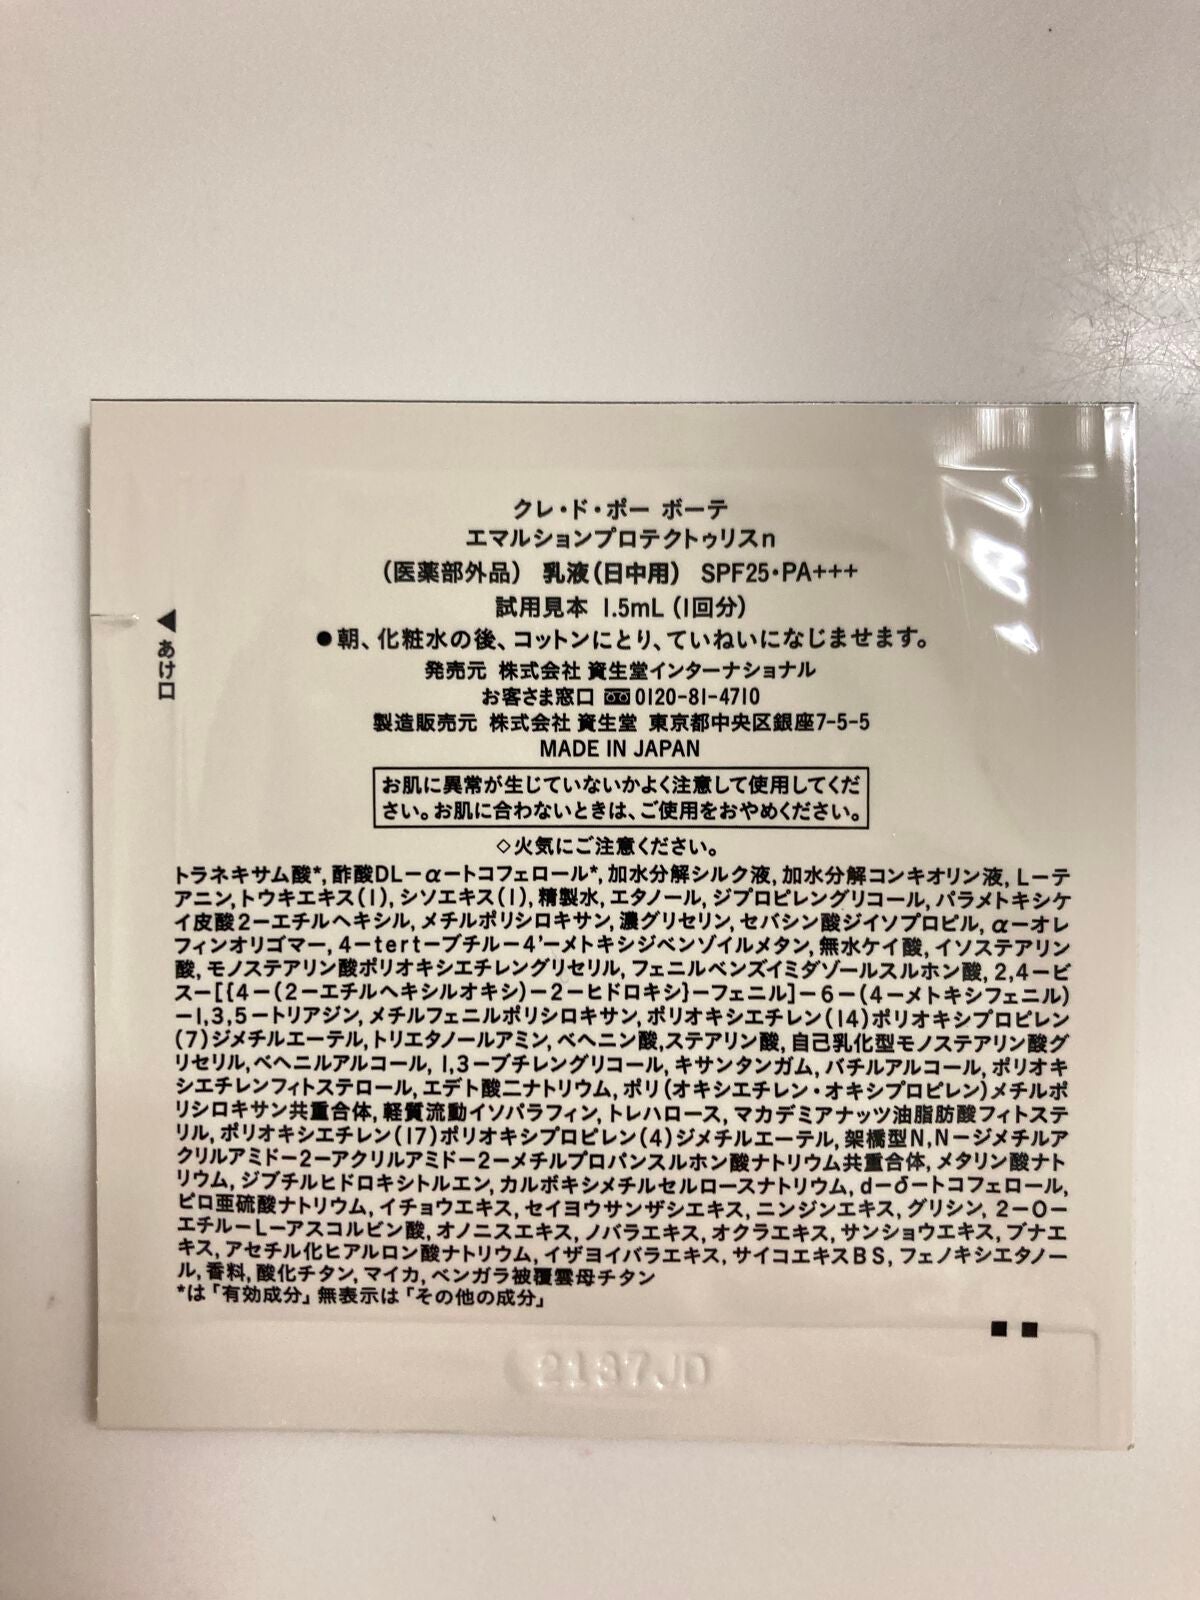 クレ・ド・ポー ボーテ
エマルションプロテクトゥリスn
(医薬部外品) 乳液(日中用) SPF25・PA+++
試用見本 1.5mL (1回分)
●朝、化粧水の後、コットンにとり、ていねいになじませます。
発売元 株式会社 資生堂インターナショナル
お客さま窓口 0120-81-4710
製造販売元 株式会社 資生堂 東京都中央区銀座7-5-5
MADE IN JAPAN
◀あけ口
お肌に異常が生じていないかよく注意して使用してくだ
さい。お肌に合わないときは、ご使用をおやめください。
◇火気にご注意ください。
トラネキサム酸*, 酢酸DL−α−トコフェロール*, 加水分解シルク液, 加水分解コンキオリン液, L−テ
アニン, トウキエキス(1), シソエキス(1), 精製水, エタノール, ジプロピレングリコール, パラメトキシケ
イ皮酸2−エチルヘキシル, メチルポリシロキサン, 濃グリセリン, セバシン酸ジイソプロピル, α−オレ
フィンオリゴマー, 4−tert−ブチル−4'−メトキシジベンゾイルメタン, 無水ケイ酸, イソステアリン
酸, モノステアリン酸ポリオキシエチレングリセリル, フェニルベンズイミダゾールスルホン酸, 2,4−ビ
ス−[{4−(2−エチルヘキシルオキシ)−2−ヒドロキシ}−フェニル]−6−(4−メトキシフェニル)
−1,3,5−トリアジン, メチルフェニルポリシロキサン, ポリオキシエチレン(14)ポリオキシプロピレン
(7)ジメチルエーテル, トリエタノールアミン, ベヘニン酸, ステアリン酸, 自己乳化型モノステアリン酸グ
リセリル, ベヘニルアルコール, 1,3−ブチレングリコール, キサンタンガム, バチルアルコール, ポリオキ
シエチレンフィトステロール, エデト酸二ナトリウム, ポリ(オキシエチレン・オキシプロピレン)メチルポ
リシロキサン共重合体, 軽質流動イソパラフィン, トレハロース, マカデミアナッツ油脂肪酸フィトステ
リル, ポリオキシエチレン(17)ポリオキシプロピレン(4)ジメチルエーテル, 架橋型N,N−ジメチルア
クリルアミド−2−アクリルアミド−2−メチルプロパンスルホン酸ナトリウム共重合体, メタリン酸ナト
リウム, ジブチルヒドロキシトルエン, カルボキシメチルセルロースナトリウム, d−δ−トコフェロール,
ピロ亜硫酸ナトリウム, イチョウエキス, セイヨウサンザシエキス, ニンジンエキス, グリシン, 2−O−
エチル−L−アスコルビン酸, オノニスエキス, ノバラエキス, オクラエキス, サンショウエキス, ブナエ
キス, アセチル化ヒアルロン酸ナトリウム, イザヨイバラエキス, サイコエキスBS, フェノキシエタノー
ル, 香料, 酸化チタン, マイカ, ベンガラ被覆雲母チタン
*は「有効成分」無表示は「その他の成分」
2137JD